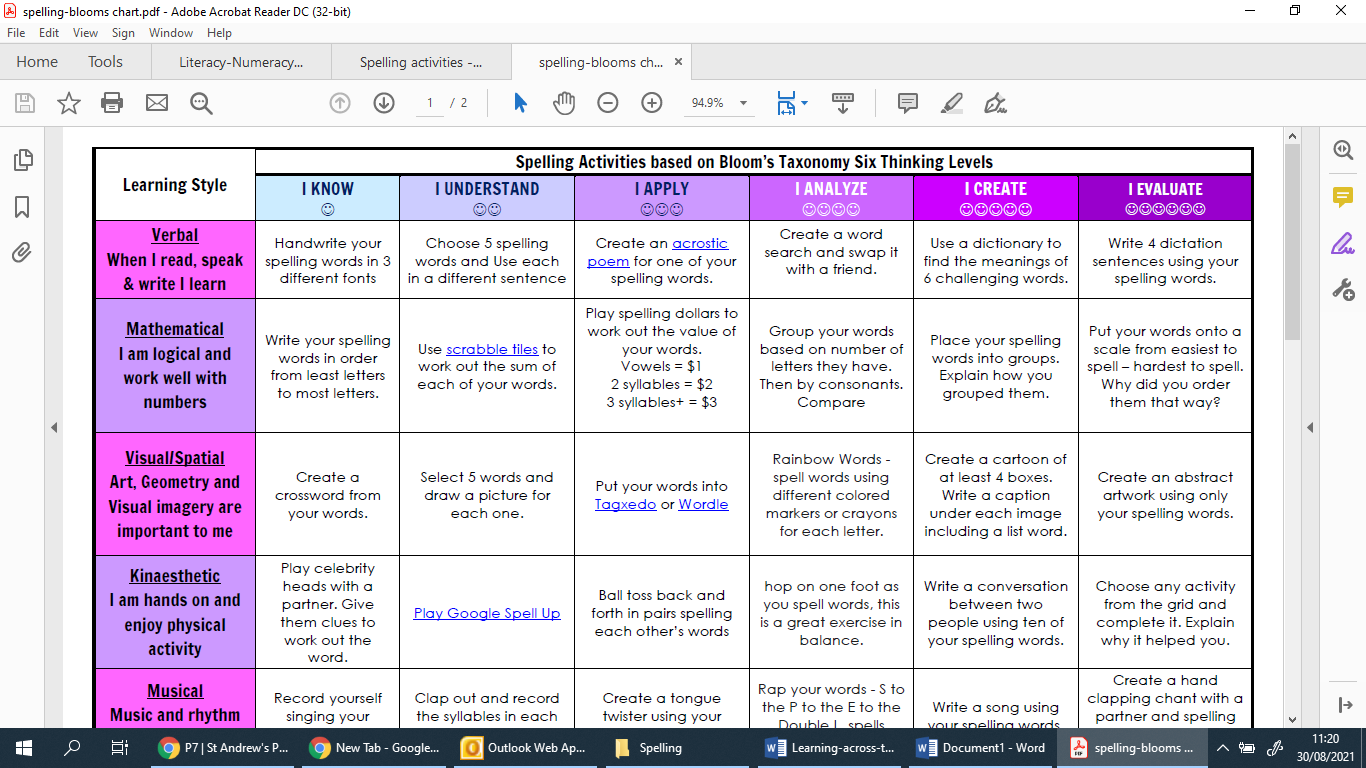 spelling-blooms chart.pdf - Adobe Acrobat Reader DC (32-bit)
File Edit View Sign Window Help
Home Tools Literacy-Numeracy... Spelling activities -... spelling-blooms ch... ×
1 / 2 94.9%
Learning Style
Spelling Activities based on Bloom's Taxonomy Six Thinking Levels
I KNOW
☺
I UNDERSTAND
☺☺
I APPLY
☺☺☺
I ANALYZE
☺☺☺☺
I CREATE
☺☺☺☺☺
I EVALUATE
☺☺☺☺☺☺
Verbal
When I read, speak
& write I learn
Handwrite your
spelling words in 3
different fonts
Choose 5 spelling
words and Use each
in a different sentence
Create an acrostic
poem for one of your
spelling words.
Create a word
search and swap it
with a friend.
Use a dictionary to
find the meanings of
6 challenging words.
Write 4 dictation
sentences using your
spelling words.
Mathematical
I am logical and
work well with
numbers
Write your spelling
words in order
from least letters
to most letters.
Use scrabble tiles to
work out the sum of
each of your words.
Play spelling dollars to
work out the value of
your words.
Vowels = $1
2 syllables = $2
3 syllables+ = $3
Group your words
based on number of
letters they have.
Then by consonants.
Compare
Place your spelling
words into groups.
Explain how you
grouped them.
Put your words onto a
scale from easiest to
spell – hardest to spell.
Why did you order
them that way?
Visual/Spatial
Art, Geometry and
Visual imagery are
important to me
Create a
crossword from
your words.
Select 5 words and
draw a picture for
each one.
Put your words into
Tagxedo or Wordle
Rainbow Words -
spell words using
different colored
markers or crayons
for each letter.
Create a cartoon of
at least 4 boxes.
Write a caption
under each image
including a list word.
Create an abstract
artwork using only
your spelling words.
Kinaesthetic
I am hands on and
enjoy physical
activity
Play celebrity
heads with a
partner. Give
them clues to
work out the
word.
Play Google Spell Up
Ball toss back and
forth in pairs spelling
each other's words
hop on one foot as
you spell words, this
is a great exercise in
balance.
Write a conversation
between two
people using ten of
your spelling words.
Choose any activity
from the grid and
complete it. Explain
why it helped you.
Musical
Music and rhythm
Record yourself
singing your
Clap out and record
the syllables in each
Create a tongue
twister using your
Rap your words - S to
the P to the E to the
Double L, spells
Write a song using
your spelling words
Create a hand
clapping chant with a
partner and spelling
P7 | St Andrew's P... New Tab - Google... Outlook Web Ap... Spelling Learning-across-t... Document1 - Word spelling-blooms ...
11:20
30/08/2021